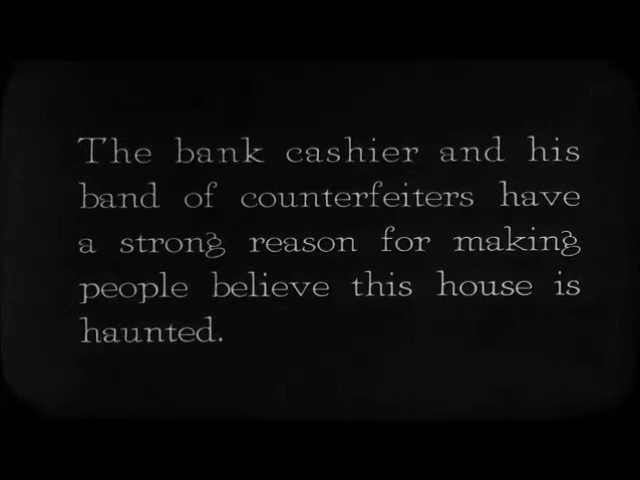 The bank cashier and his
band of counterfeiters have
a strong reason for making
people believe this house is
haunted.